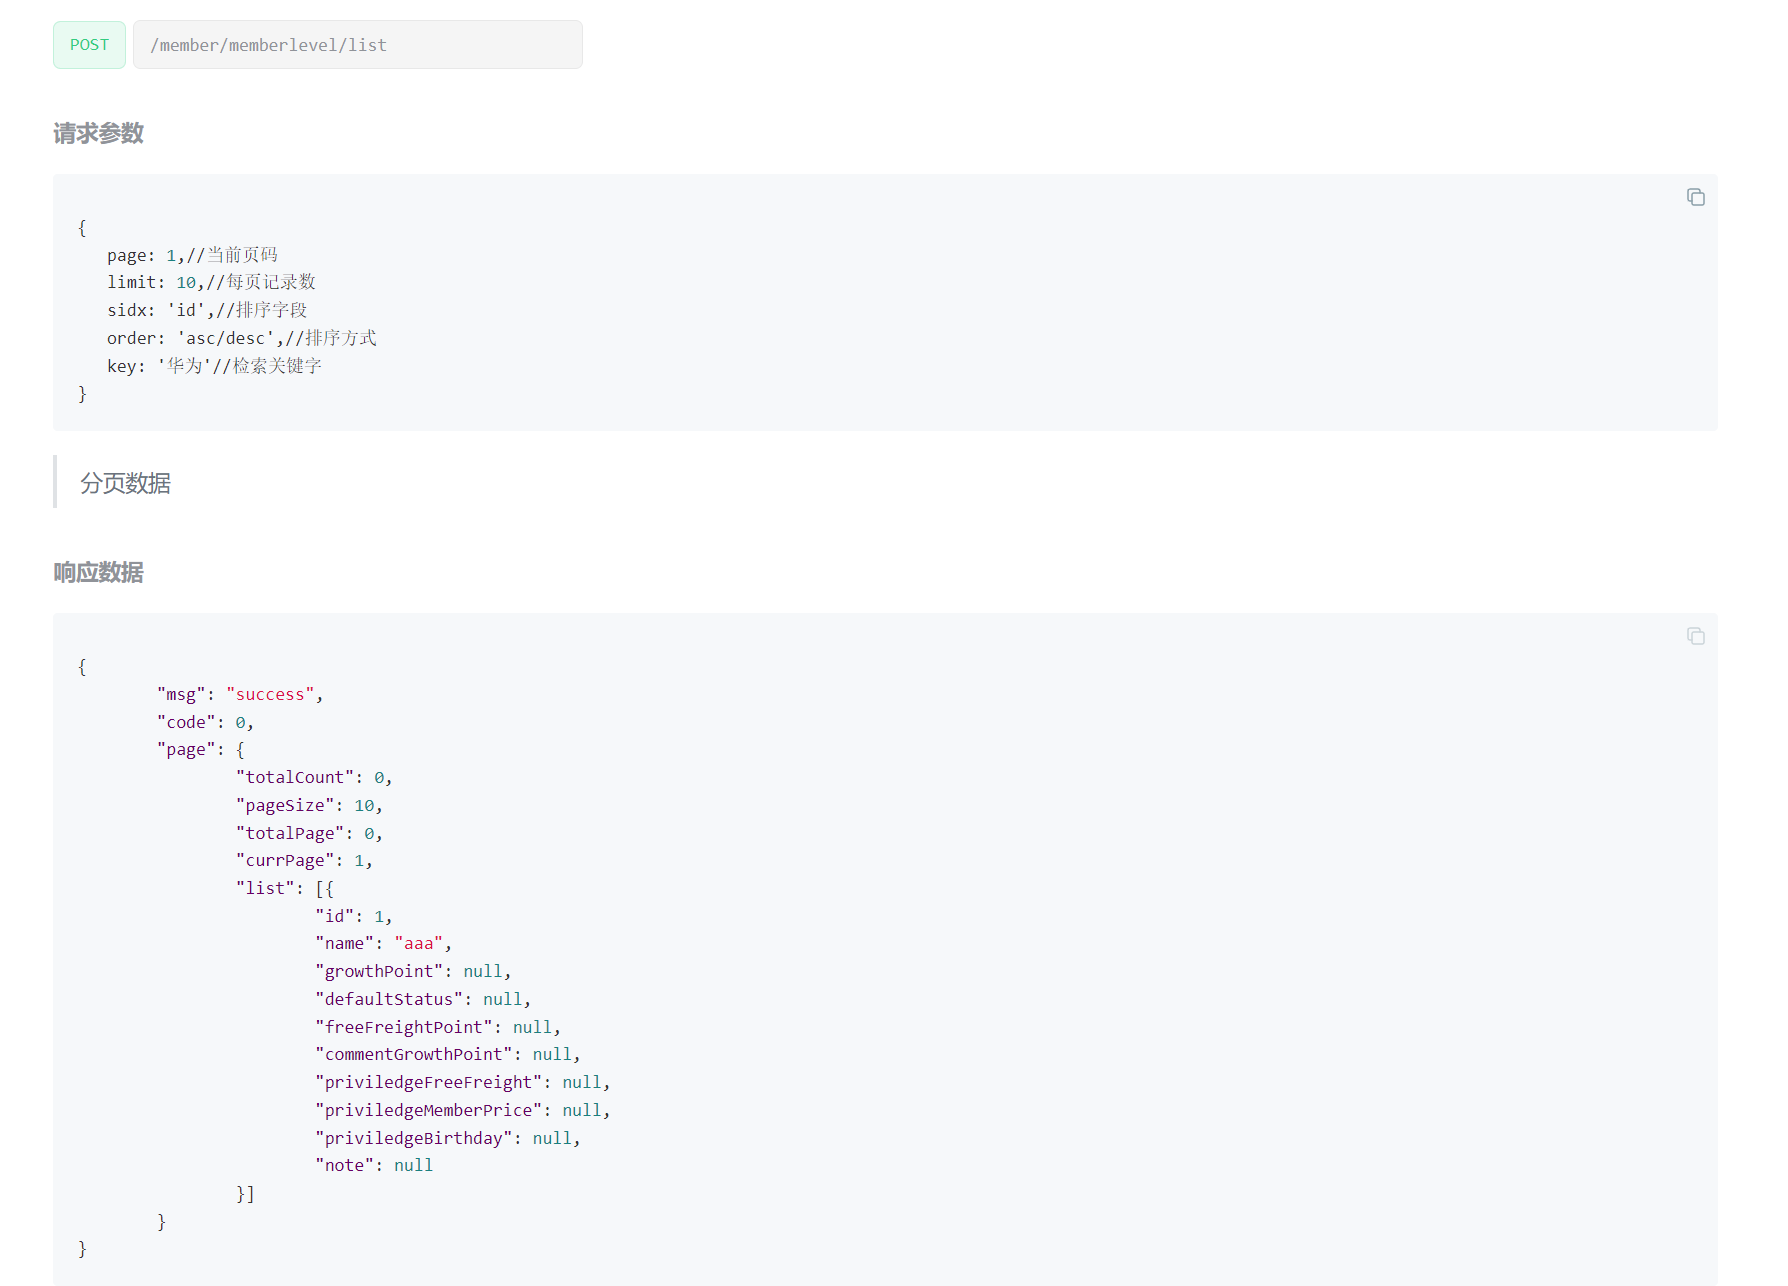 POST /member/memberlevel/list
请求参数
{
   page: 1,//当前页码
   limit: 10,//每页记录数
   sidx: 'id',//排序字段
   order: 'asc/desc',//排序方式
   key: '华为'//检索关键字
}
分页数据
响应数据
{
        "msg": "success",
        "code": 0,
        "page": {
                "totalCount": 0,
                "pageSize": 10,
                "totalPage": 0,
                "currPage": 1,
                "list": [{
                        "id": 1,
                        "name": "aaa",
                        "growthPoint": null,
                        "defaultStatus": null,
                        "freeFreightPoint": null,
                        "commentGrowthPoint": null,
                        "priviledgeFreeFreight": null,
                        "priviledgeMemberPrice": null,
                        "priviledgeBirthday": null,
                        "note": null
                }]
        }
}